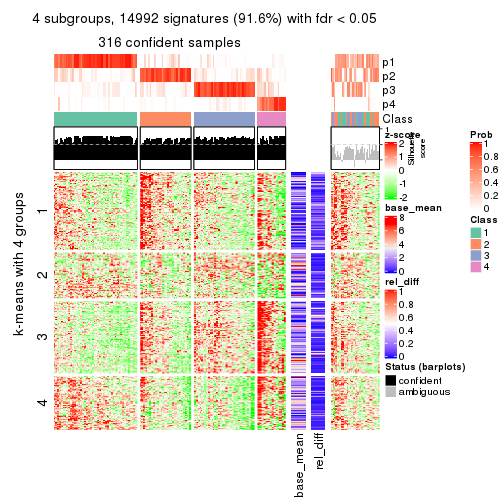 4 subgroups, 14992 signatures (91.6%) with fdr < 0.05
316 confident samples
p1
p2
p3
p4
Class
1
Silhouette
score
z-score
2
1
0
-1
-2
base_mean
8
6
4
2
0
rel_diff
1
0.8
0.6
0.4
0.2
0
Prob
1
0.8
0.6
0.4
0.2
0
Class
1
2
3
4
Status (barplots)
confident
ambiguous
k-means with 4 groups
1
2
3
4
base_mean
rel_diff